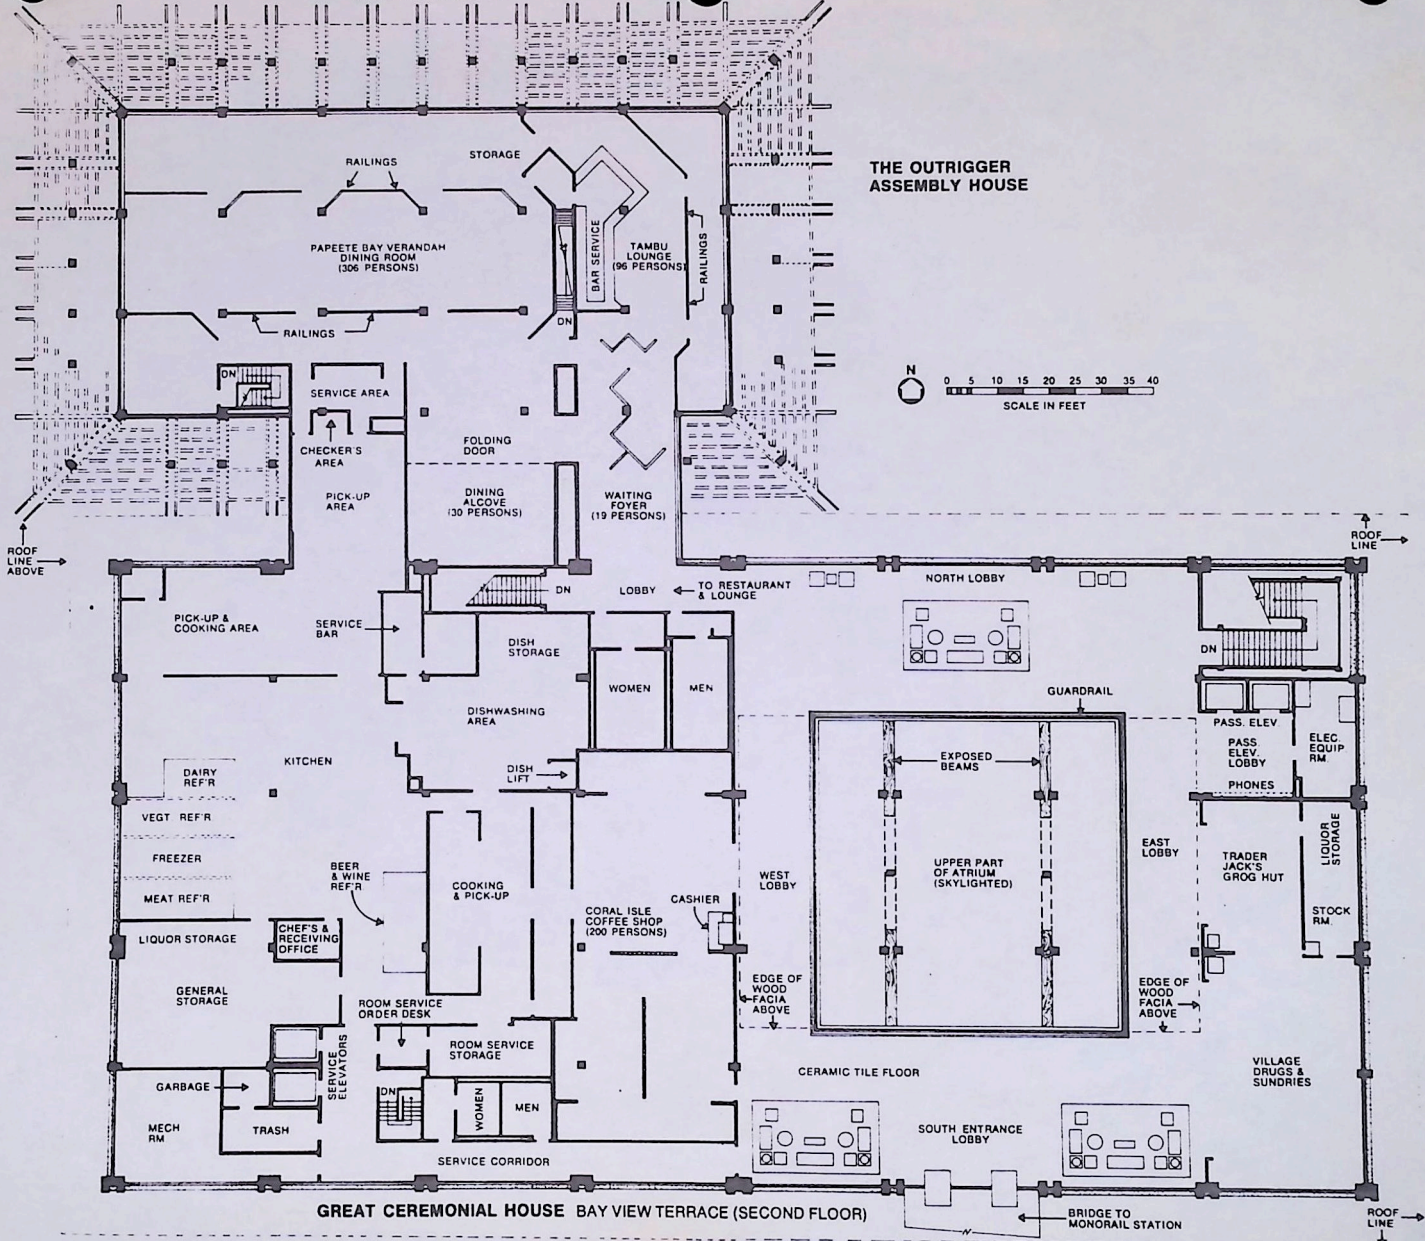 THE OUTRIGGER
ASSEMBLY HOUSE
STORAGE
RAILINGS
PAPEETE BAY VERANDAH
DINING ROOM
(306 PERSONS)
BAR SERVICE
TAMBU
LOUNGE
(96 PERSONS)
RAILINGS
RAILINGS
DN
DN
SERVICE AREA
N
0 5 10 15 20 25 30 35 40
SCALE IN FEET
CHECKER'S
AREA
FOLDING
DOOR
PICK-UP
AREA
DINING
ALCOVE
(30 PERSONS)
WAITING
FOYER
(19 PERSONS)
ROOF
LINE
ABOVE
ROOF
LINE
PICK-UP &
COOKING AREA
SERVICE
BAR
DN
LOBBY
TO RESTAURANT
& LOUNGE
NORTH LOBBY
DISH
STORAGE
DN
WOMEN
MEN
GUARDRAIL
DISHWASHING
AREA
PASS. ELEV.
PASS.
ELEV.
LOBBY
PHONES
ELEC.
EQUIP.
RM.
KITCHEN
DISH
LIFT
EXPOSED
BEAMS
DAIRY
REF'R
VEGT REF'R
FREEZER
MEAT REF'R
BEER
& WINE
REF'R.
COOKING
& PICK-UP
CORAL ISLE
COFFEE SHOP
(200 PERSONS)
CASHIER
WEST
LOBBY
UPPER PART
OF ATRIUM
(SKYLIGHTED)
EAST
LOBBY
TRADER
JACK'S
GROG HUT
LIQUOR
STORAGE
STOCK
RM.
LIQUOR STORAGE
CHEF'S &
RECEIVING
OFFICE
GENERAL
STORAGE
ROOM SERVICE
ORDER DESK
EDGE OF
WOOD
FACIA
ABOVE
EDGE OF
WOOD
FACIA
ABOVE
SERVICE
ELEVATORS
ROOM SERVICE
STORAGE
CERAMIC TILE FLOOR
VILLAGE
DRUGS &
SUNDRIES
GARBAGE
DN
WOMEN
MEN
MECH
RM
TRASH
SOUTH ENTRANCE
LOBBY
SERVICE CORRIDOR
GREAT CEREMONIAL HOUSE BAY VIEW TERRACE (SECOND FLOOR)
BRIDGE TO
MONORAIL STATION
ROOF
LINE